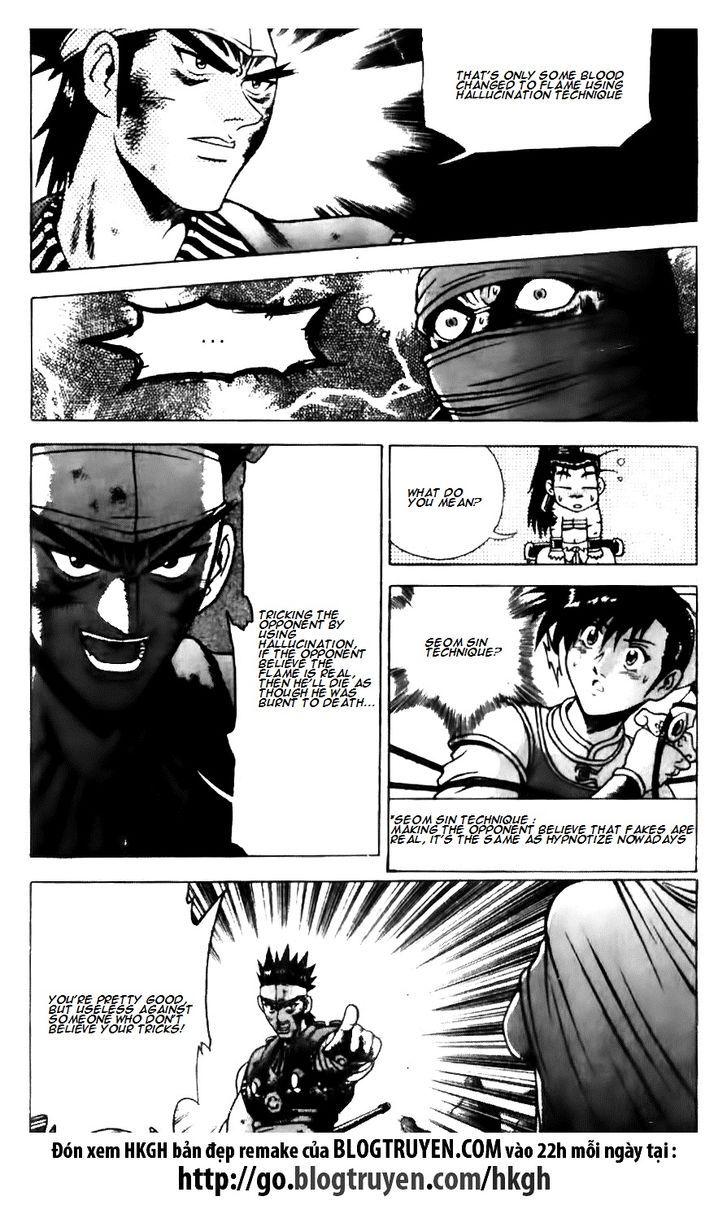 THAT'S ONLY SOME BLOOD
CHANGED TO FLAME USING
HALLUCINATION TECHNIQUE
...
WHAT DO
YOU MEAN?
TRICKING THE
OPPONENT BY
USING
HALLUCINATION,
IF THE OPPONENT
BELIEVE THE
FLAME IS REAL,
THEN HE'LL DIE AS
THOUGH HE WAS
BURNT TO DEATH...
SEOM SIN
TECHNIQUE?
*SEOM SIN TECHNIQUE :
MAKING THE OPPONENT BELIEVE THAT FAKES ARE
REAL, IT'S THE SAME AS HYPNOTIZE NOWADAYS
YOU'RE PRETTY GOOD,
BUT USELESS AGAINST
SOMEONE WHO DON'T
BELIEVE YOUR TRICKS!
Đón xem HKGH bản đẹp remake của BLOGTRUYEN.COM vào 22h mỗi ngày tại :
http://go.blogtruyen.com/hkgh